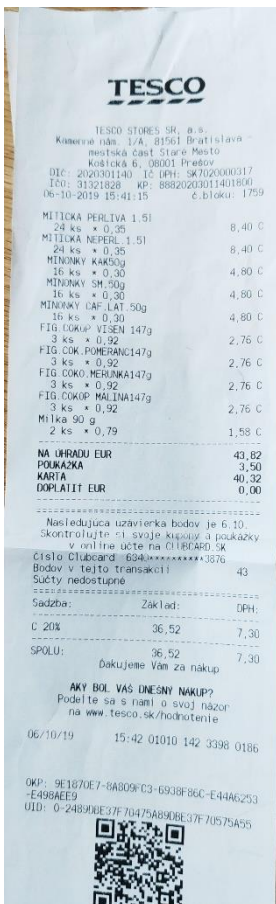 TESCO
TESCO STORES SR, a.s.
Kamenné nám. 1/A, 81561 Bratislava -
mestská časť Staré Mesto
Košická 6, 08001 Prešov
DIČ: 2020301140 IČ DPH: SK7020000317
IČO: 31321828 KP: 88820203011401800
06-10-2019 15:41:15 č.bloku: 1759
MITICKA PERLIVA 1,5l
24 ks * 0,35 8,40 C
MITICKA NEPERL.1.5l
24 ks * 0,35 8,40 C
MINONKY KAK50g
16 ks * 0,30 4,80 C
MINONKY SM.50g
16 ks * 0,30 4,80 C
MINONKY CAF.LAT.50g
16 ks * 0,30 4,80 C
FIG.COKOP VISEN 147g
3 ks * 0,92 2,76 C
FIG.COK.POMERANC147g
3 ks * 0,92 2,76 C
FIG.COKO.MERUNKA147g
3 ks * 0,92 2,76 C
FIG.COKOP MALINA147g
3 ks * 0,92 2,76 C
Milka 90 g
2 ks * 0,79 1,58 C
NA ÚHRADU EUR 43,82
POUKÁŽKA 3,50
KARTA 40,32
DOPLATIŤ EUR 0,00
Nasledujúca uzávierka bodov je 6.10.
Skontrolujte si svoje kupóny a poukážky
v online účte na CLUBCARD.SK
Číslo Clubcard 6340**********3876
Bodov v tejto transakcii 43
Súčty nedostupné
Sadzba: Základ: DPH:
C 20% 36,52 7,30
SPOLU: 36,52 7,30
Ďakujeme Vám za nákup
AKÝ BOL VÁŠ DNEŠNÝ NÁKUP?
Podeľte sa s nami o svoj názor
na www.tesco.sk/hodnotenie
06/10/19 15:42 01010 142 3398 0186
OKP: 9E1870E7-8A809FC3-6938F86C-E44A6253
-E498AEE9
UID: O-2489DBE37F70475A89DBE37F70575A55